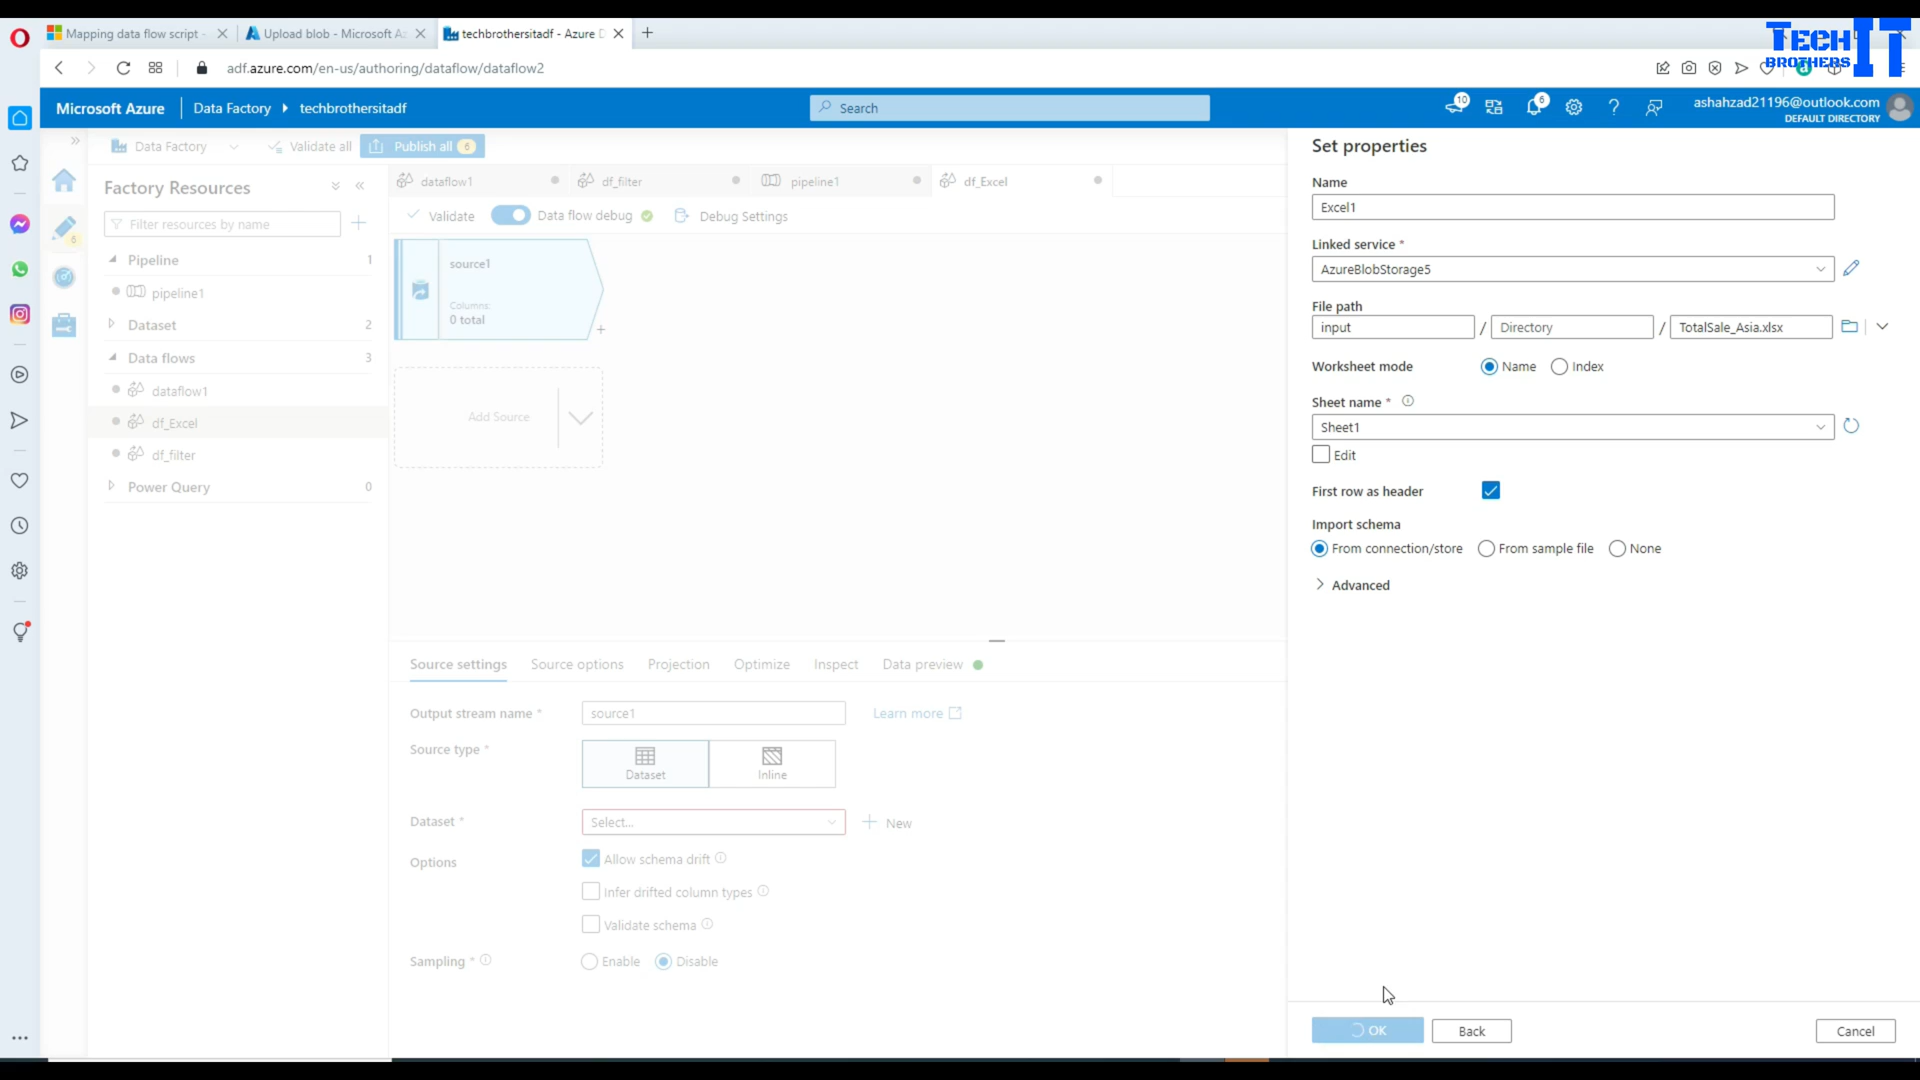 Mapping data flow script -
Upload blob - Microsoft Az
techbrothersitadf - Azure D
TECH IT
BROTHERS
adf.azure.com/en-us/authoring/dataflow/dataflow2
Microsoft Azure
Data Factory
techbrothersitadf
Search
10
6
ashahzad21196@outlook.com
DEFAULT DIRECTORY
Data Factory
Validate all
Publish all 6
Set properties
Factory Resources
dataflow1
df_filter
pipeline1
df_Excel
Name
Excel1
Filter resources by name
Validate
Data flow debug
Debug Settings
6
Linked service *
AzureBlobStorage5
Pipeline 1
pipeline1
source1
Columns:
0 total
File path
input / Directory / TotalSale_Asia.xlsx
Dataset 2
Data flows 3
dataflow1
df_Excel
df_filter
Power Query 0
Add Source
Worksheet mode
Name
Index
Sheet name *
Sheet1
Edit
First row as header
Import schema
From connection/store
From sample file
None
Advanced
Source settings
Source options
Projection
Optimize
Inspect
Data preview
Output stream name *
source1
Learn more
Source type *
Dataset
Inline
Dataset *
Select...
New
Options
Allow schema drift
Infer drifted column types
Validate schema
Sampling *
Enable
Disable
OK
Back
Cancel